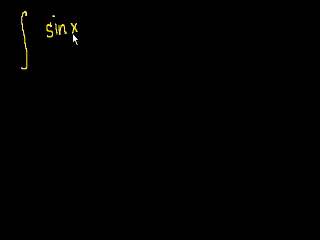 ∫ sin x